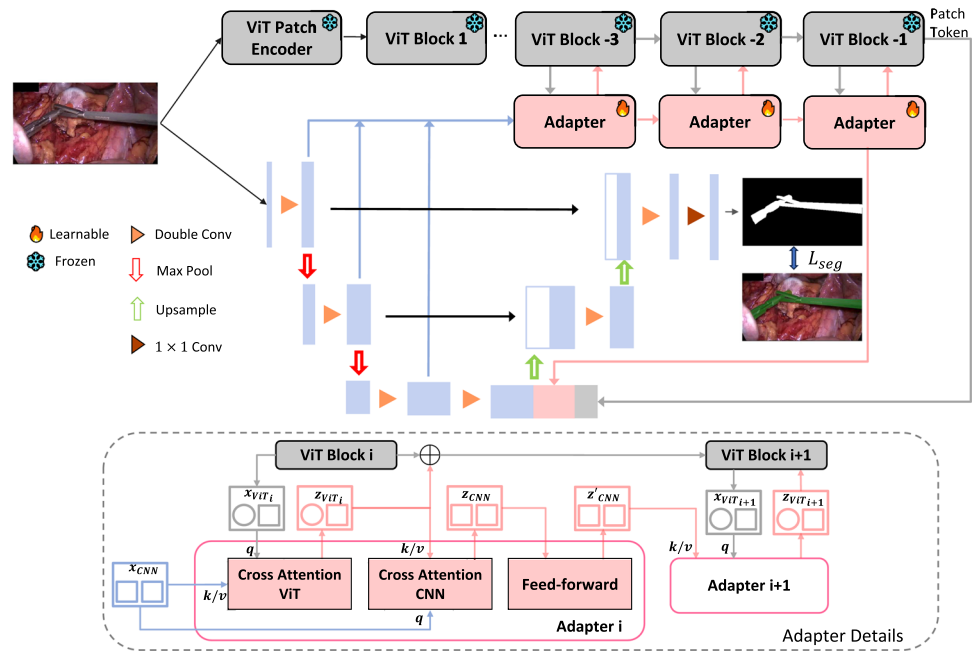 ViT Patch
Encoder
ViT Block 1
...
ViT Block -3
ViT Block -2
ViT Block -1
Patch
Token
Adapter
Adapter
Adapter
Learnable
Frozen
Double Conv
Max Pool
Upsample
1 × 1 Conv
L_seg
ViT Block i
ViT Block i+1
x_ViT_i
z_ViT_i
z_CNN
z'_CNN
x_ViT_i+1
z_ViT_i+1
q
k/v
k/v
q
x_CNN
k/v
Cross Attention
ViT
Cross Attention
CNN
Feed-forward
Adapter i+1
q
Adapter i
Adapter Details